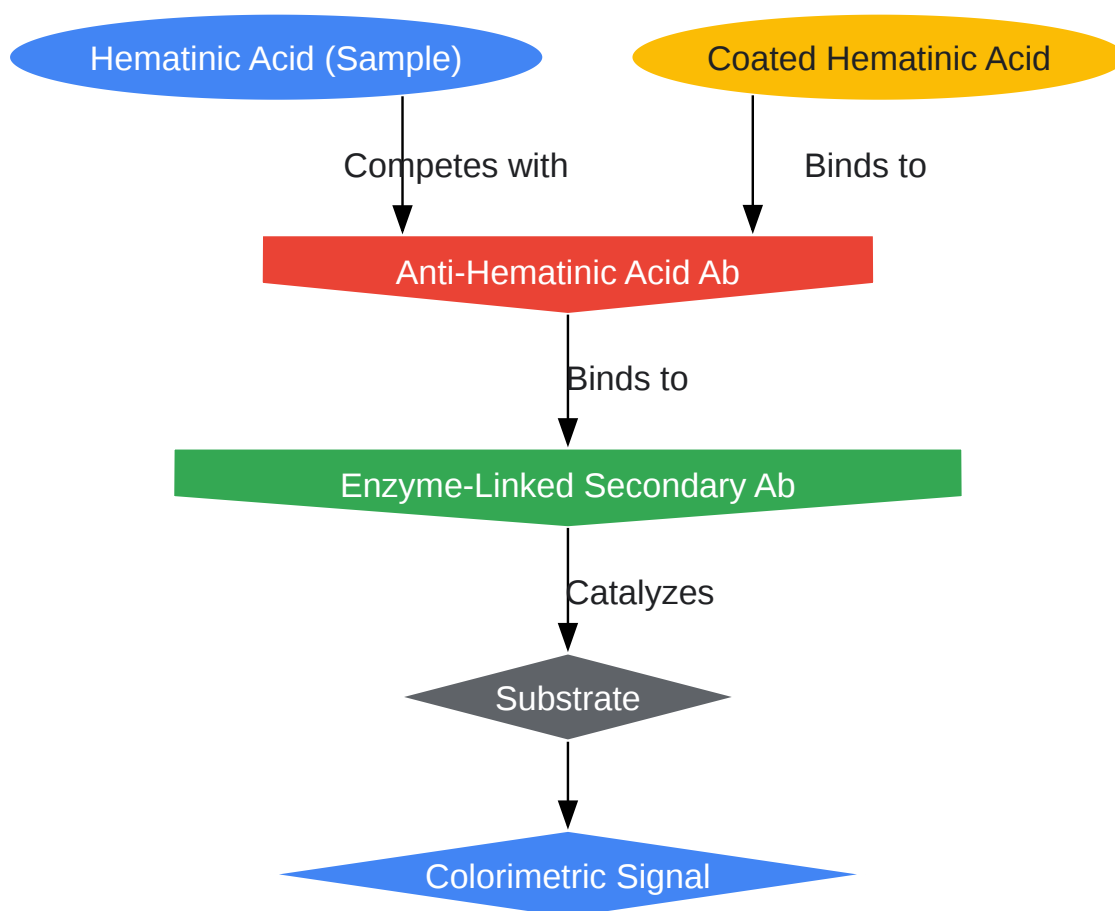 Hematinic Acid (Sample)
Coated Hematinic Acid
Competes with
Binds to
Anti-Hematinic Acid Ab
Binds to
Enzyme-Linked Secondary Ab
Catalyzes
Substrate
Colorimetric Signal